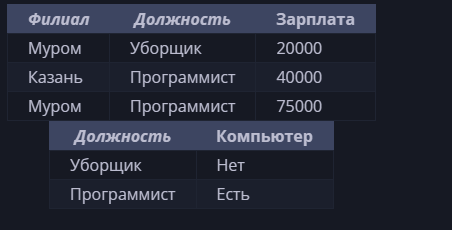 Филиал Должность Зарплата
Муром Уборщик 20000
Казань Программист 40000
Муром Программист 75000
Должность Компьютер
Уборщик Нет
Программист Есть